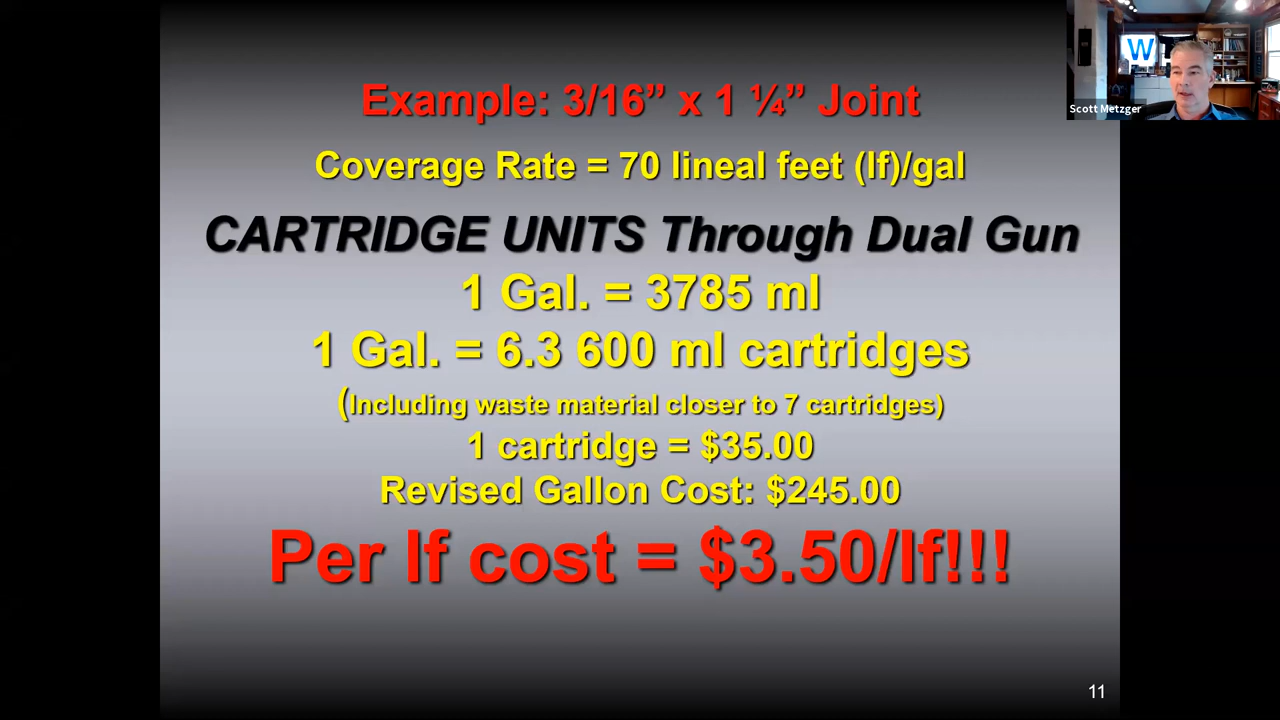 Example: 3/16” x 1 ¼” Joint
Coverage Rate = 70 lineal feet (lf)/gal
CARTRIDGE UNITS Through Dual Gun
1 Gal. = 3785 ml
1 Gal. = 6.3 600 ml cartridges
(Including waste material closer to 7 cartridges)
1 cartridge = $35.00
Revised Gallon Cost: $245.00
Per lf cost = $3.50/lf!!!
11
W
Scott Metzger